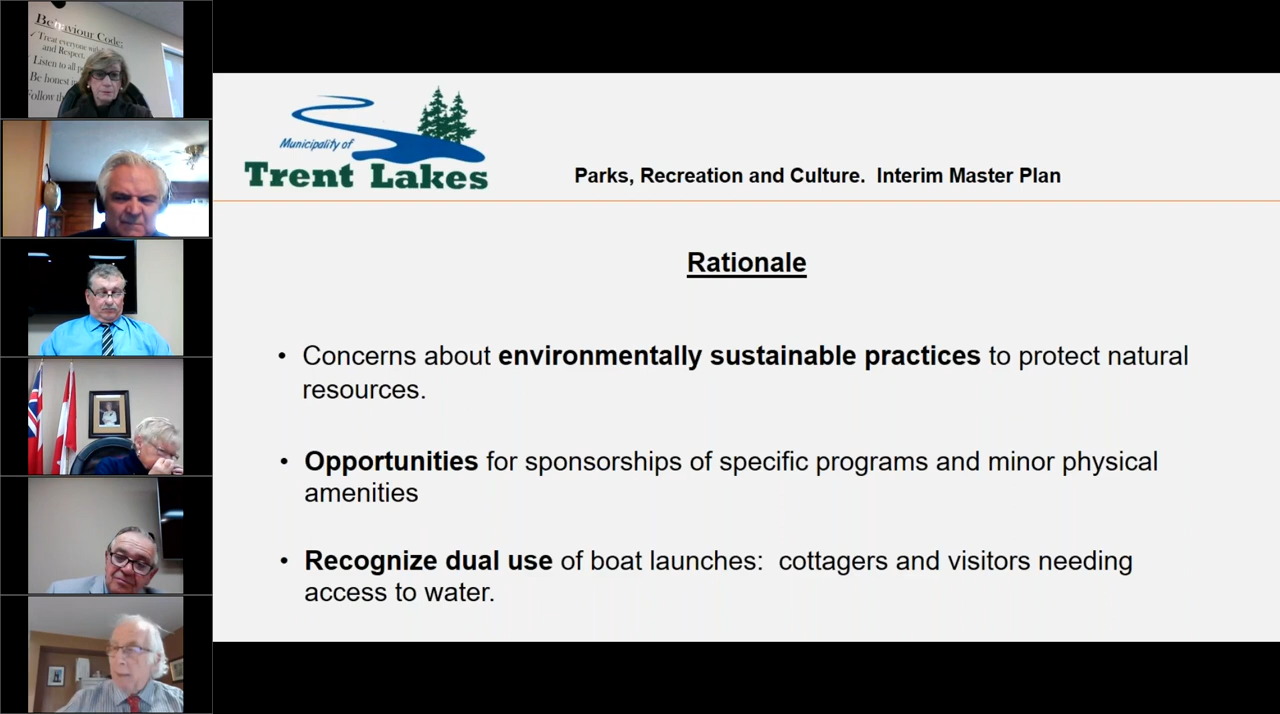 Behaviour Code:
✓ Treat everyone with
and Respect.
Listen to all
Be honest
Follow
Municipality of
Trent Lakes
Parks, Recreation and Culture.  Interim Master Plan
Rationale
• Concerns about environmentally sustainable practices to protect natural
resources.
• Opportunities for sponsorships of specific programs and minor physical
amenities
• Recognize dual use of boat launches:  cottagers and visitors needing
access to water.